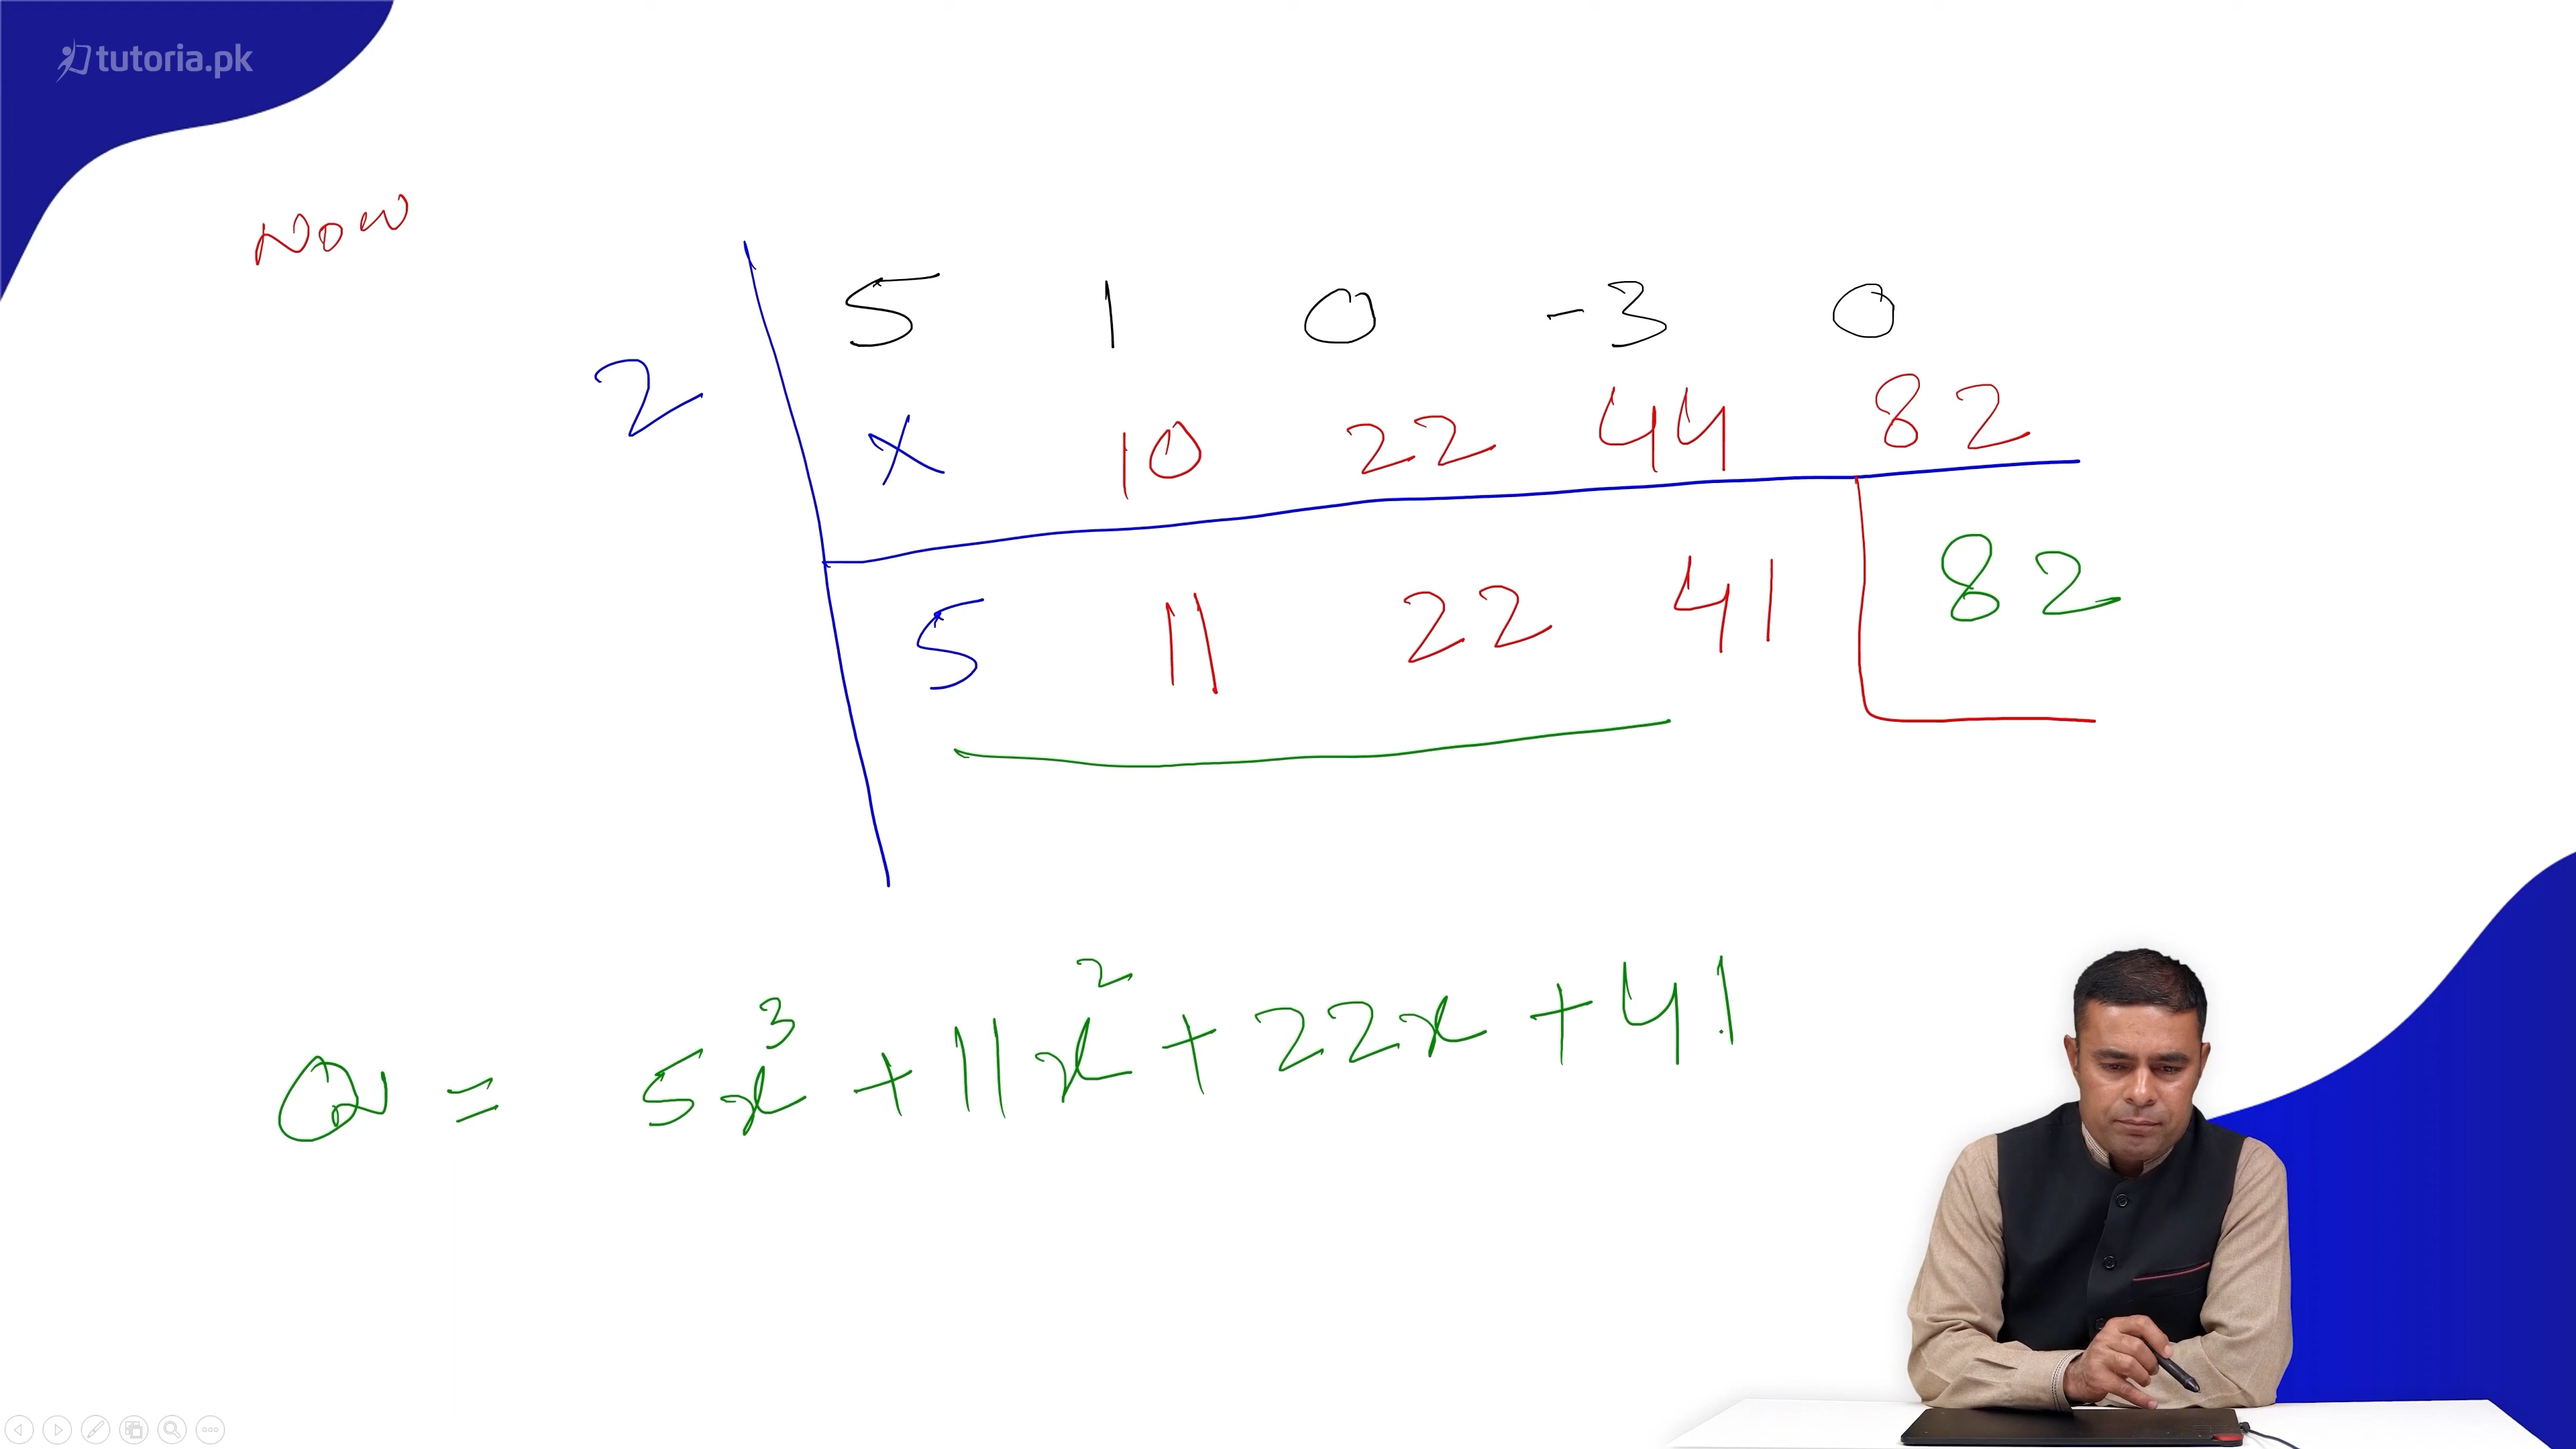 tutoria.pk
Now
5 1 0 -3 0
2
x 10 22 44 82
5 11 22 41 82
Q = 5x³ + 11x² + 22x + 41